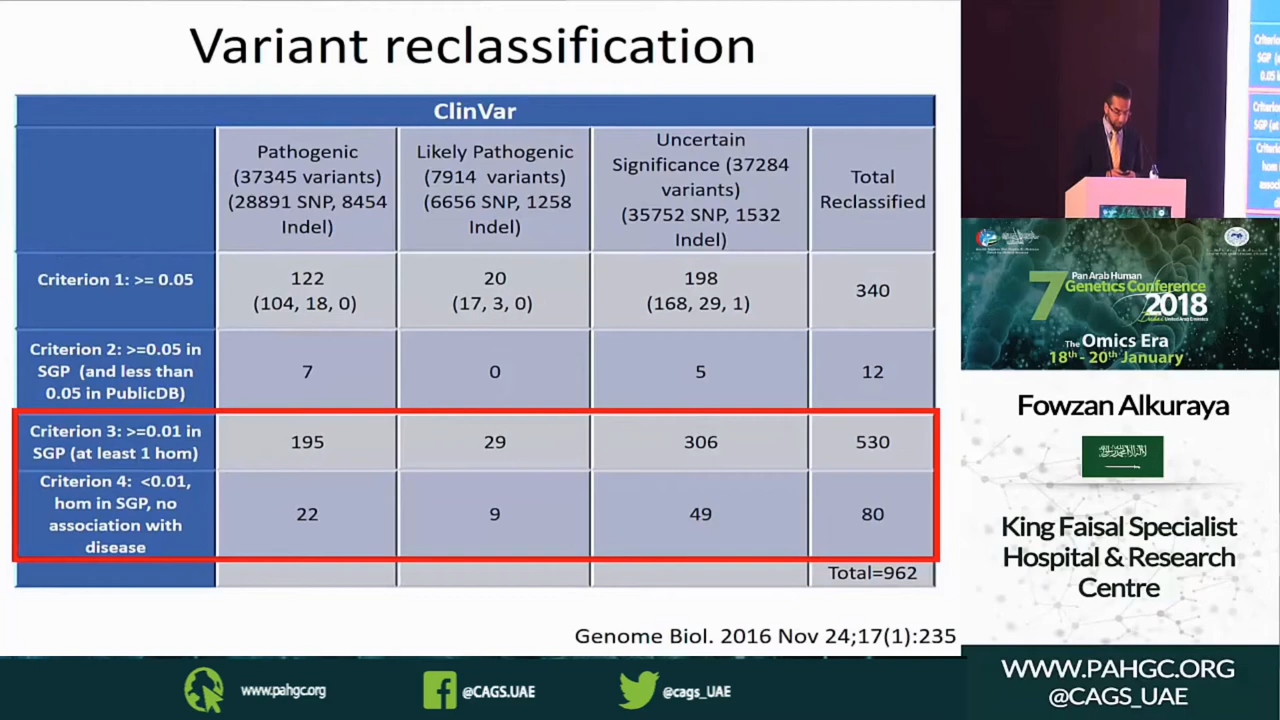 Variant reclassification
ClinVar
Pathogenic
(37345 variants)
(28891 SNP, 8454
Indel)
Likely Pathogenic
(7914 variants)
(6656 SNP, 1258
Indel)
Uncertain
Significance (37284
variants)
(35752 SNP, 1532
Indel)
Total
Reclassified
Criterion 1: >= 0.05
122
(104, 18, 0)
20
(17, 3, 0)
198
(168, 29, 1)
340
Criterion 2: >=0.05 in
SGP (and less than
0.05 in PublicDB)
7
0
5
12
Criterion 3: >=0.01 in
SGP (at least 1 hom)
195
29
306
530
Criterion 4: <0.01,
hom in SGP, no
association with
disease
22
9
49
80
Total=962
Genome Biol. 2016 Nov 24;17(1):235
7
Pan Arab Human
Genetics Conference
2018
The Omics Era
18th - 20th January
Fowzan Alkuraya
King Faisal Specialist
Hospital & Research
Centre
WWW.PAHGC.ORG
@CAGS_UAE
www.pahgc.org
@CAGS.UAE
@cags_UAE